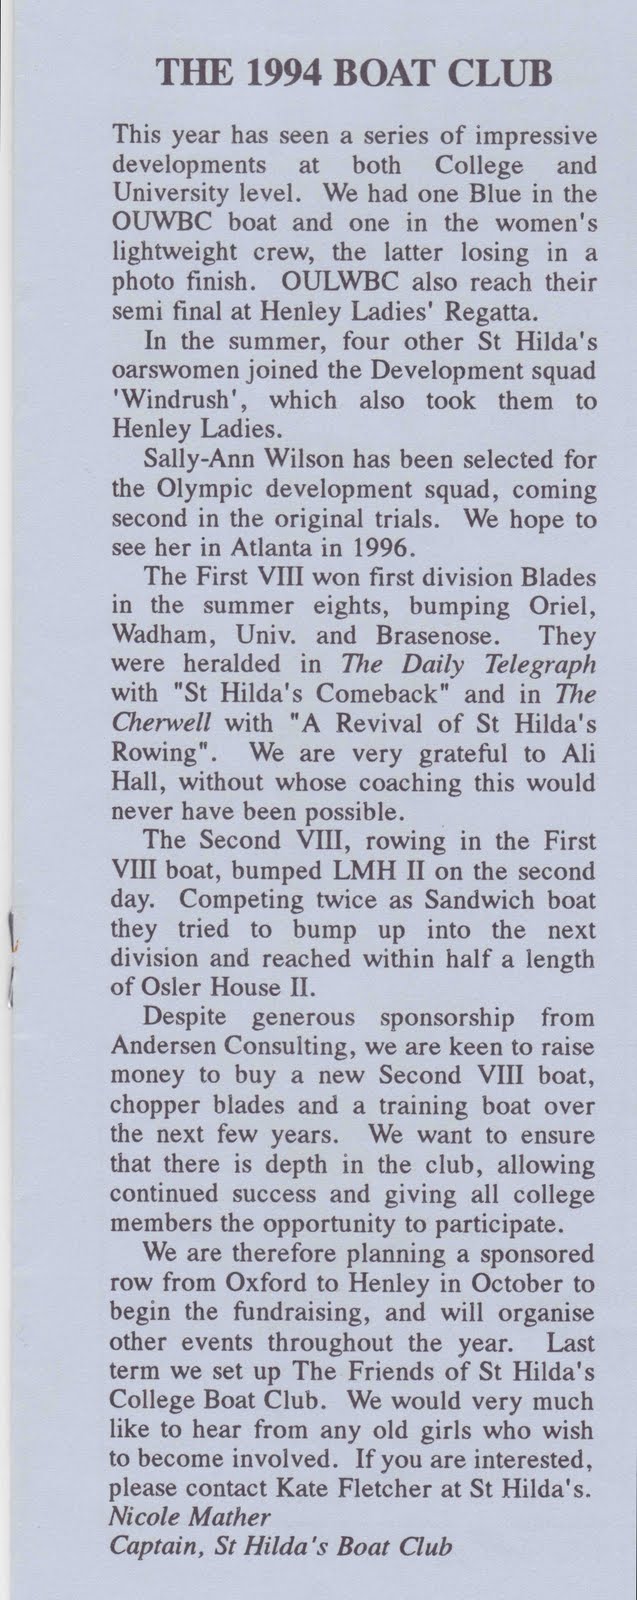 THE 1994 BOAT CLUB
This year has seen a series of impressive
developments at both College and
University level. We had one Blue in the
OUWBC boat and one in the women's
lightweight crew, the latter losing in a
photo finish. OULWBC also reach their
semi final at Henley Ladies' Regatta.
In the summer, four other St Hilda's
oarswomen joined the Development squad
'Windrush', which also took them to
Henley Ladies.
Sally-Ann Wilson has been selected for
the Olympic development squad, coming
second in the original trials. We hope to
see her in Atlanta in 1996.
The First VIII won first division Blades
in the summer eights, bumping Oriel,
Wadham, Univ. and Brasenose. They
were heralded in The Daily Telegraph
with "St Hilda's Comeback" and in The
Cherwell with "A Revival of St Hilda's
Rowing". We are very grateful to Ali
Hall, without whose coaching this would
never have been possible.
The Second VIII, rowing in the First
VIII boat, bumped LMH II on the second
day. Competing twice as Sandwich boat
they tried to bump up into the next
division and reached within half a length
of Osler House II.
Despite generous sponsorship from
Andersen Consulting, we are keen to raise
money to buy a new Second VIII boat,
chopper blades and a training boat over
the next few years. We want to ensure
that there is depth in the club, allowing
continued success and giving all college
members the opportunity to participate.
We are therefore planning a sponsored
row from Oxford to Henley in October to
begin the fundraising, and will organise
other events throughout the year. Last
term we set up The Friends of St Hilda's
College Boat Club. We would very much
like to hear from any old girls who wish
to become involved. If you are interested,
please contact Kate Fletcher at St Hilda's.
Nicole Mather
Captain, St Hilda's Boat Club